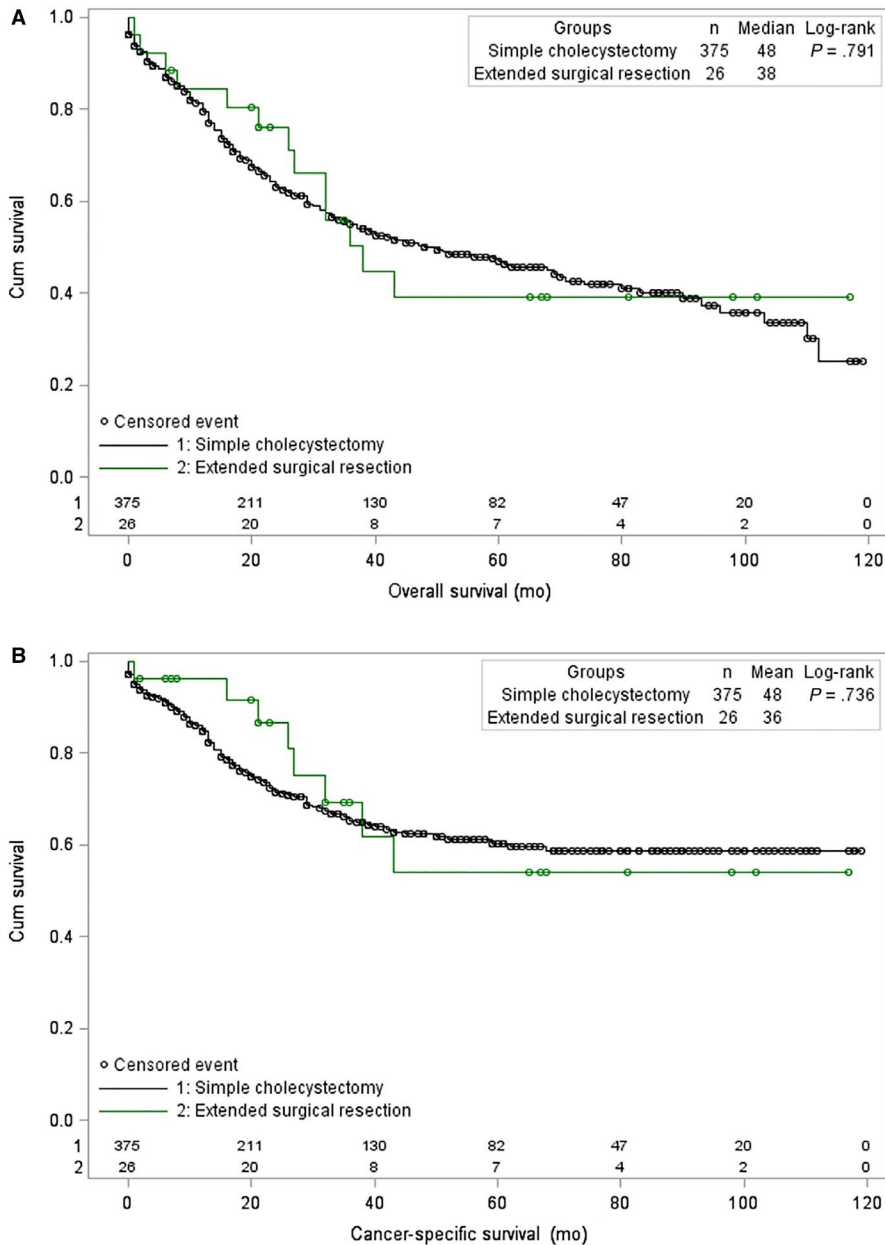 A
Groups n Median Log-rank
Simple cholecystectomy 375 48 P = .791
Extended surgical resection 26 38
Cum survival
1.0
0.8
0.6
0.4
0.2
0.0
Censored event
1: Simple cholecystectomy
2: Extended surgical resection
1 375 211 130 82 47 20 0
2 26 20 8 7 4 2 0
0 20 40 60 80 100 120
Overall survival (mo)
B
Groups n Mean Log-rank
Simple cholecystectomy 375 48 P = .736
Extended surgical resection 26 36
Cum survival
1.0
0.8
0.6
0.4
0.2
0.0
Censored event
1: Simple cholecystectomy
2: Extended surgical resection
1 375 211 130 82 47 20 0
2 26 20 8 7 4 2 0
0 20 40 60 80 100 120
Cancer-specific survival (mo)